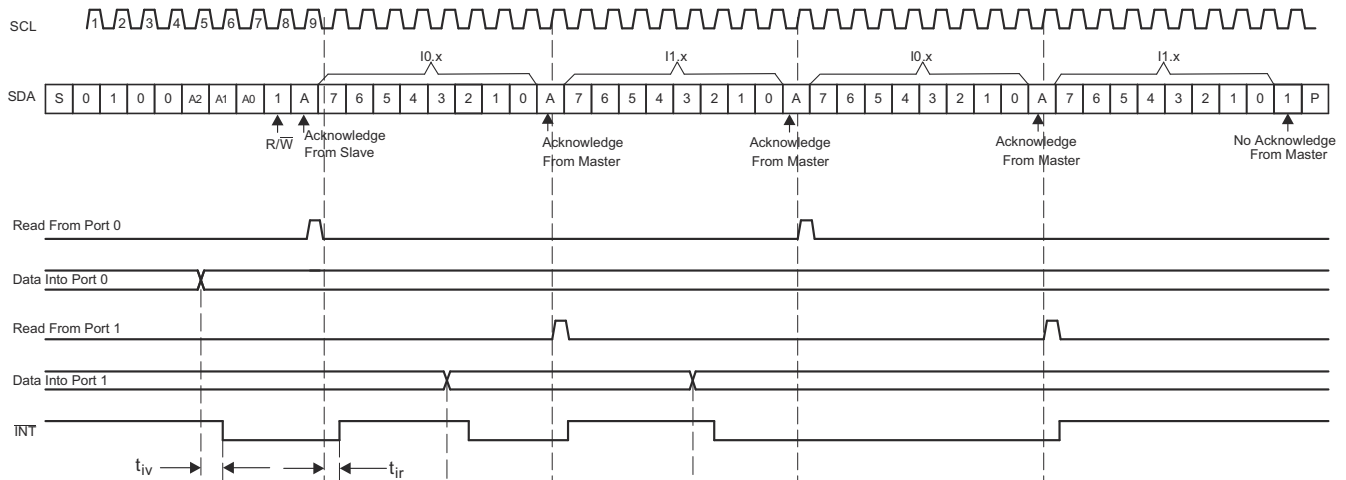 SCL 1 2 3 4 5 6 7 8 9
I0.x I1.x I0.x I1.x
SDA S 0 1 0 0 A2 A1 A0 1 A 7 6 5 4 3 2 1 0 A 7 6 5 4 3 2 1 0 A 7 6 5 4 3 2 1 0 A 7 6 5 4 3 2 1 0 1 P
R/W Acknowledge Acknowledge Acknowledge Acknowledge No Acknowledge
From Slave From Master From Master From Master From Master
Read From Port 0
Data Into Port 0
Read From Port 1
Data Into Port 1
INT
tiv tir